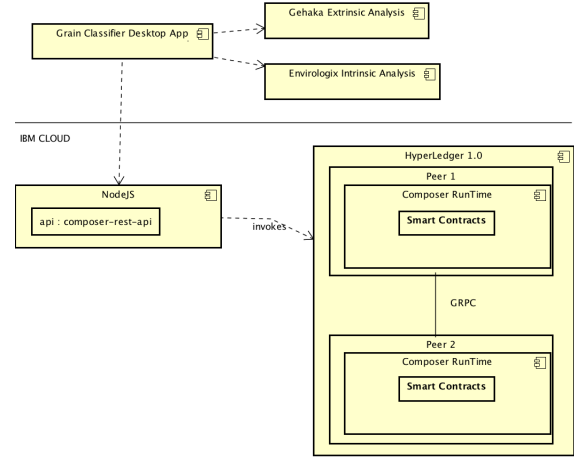 Grain Classifier Desktop App
Gehaka Extrinsic Analysis
Envirologix Intrinsic Analysis
IBM CLOUD
NodeJS
api : composer-rest-api
invokes
HyperLedger 1.0
Peer 1
Composer RunTime
Smart Contracts
GRPC
Peer 2
Composer RunTime
Smart Contracts